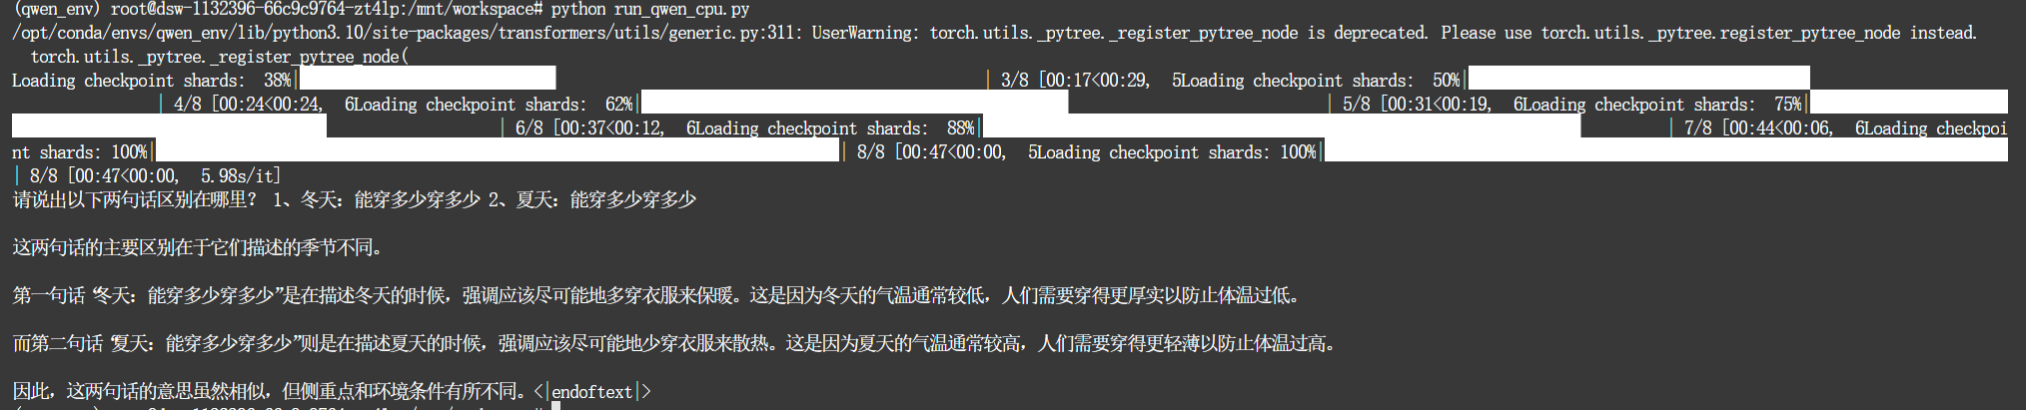 (qwen_env) root@dsw-1132396-66c9c9764-zt4lp:/mnt/workspace# python run_qwen_cpu.py
/opt/conda/envs/qwen_env/lib/python3.10/site-packages/transformers/utils/generic.py:311: UserWarning: torch.utils._pytree._register_pytree_node is deprecated. Please use torch.utils._pytree.register_pytree_node instead.
  torch.utils._pytree._register_pytree_node(
Loading checkpoint shards:  38%| | 3/8 [00:17<00:29,  5Loading checkpoint shards:  50%|
| 4/8 [00:24<00:24,  6Loading checkpoint shards:  62%| | 5/8 [00:31<00:19,  6Loading checkpoint shards:  75%|
| 6/8 [00:37<00:12,  6Loading checkpoint shards:  88%| | 7/8 [00:44<00:06,  6Loading checkpoi
nt shards: 100%| | 8/8 [00:47<00:00,  5Loading checkpoint shards: 100%|
| 8/8 [00:47<00:00,  5.98s/it]
请说出以下两句话区别在哪里? 1、冬天:能穿多少穿多少 2、夏天:能穿多少穿多少
这两句话的主要区别在于它们描述的季节不同。
第一句话“冬天:能穿多少穿多少”是在描述冬天的时候,强调应该尽可能地多穿衣服来保暖。这是因为冬天的气温通常较低,人们需要穿得更厚实以防止体温过低。
而第二句话“夏天:能穿多少穿多少”则是在描述夏天的时候,强调应该尽可能地少穿衣服来散热。这是因为夏天的气温通常较高,人们需要穿得更轻薄以防止体温过高。
因此,这两句话的意思虽然相似,但侧重点和环境条件有所不同。<|endoftext|>